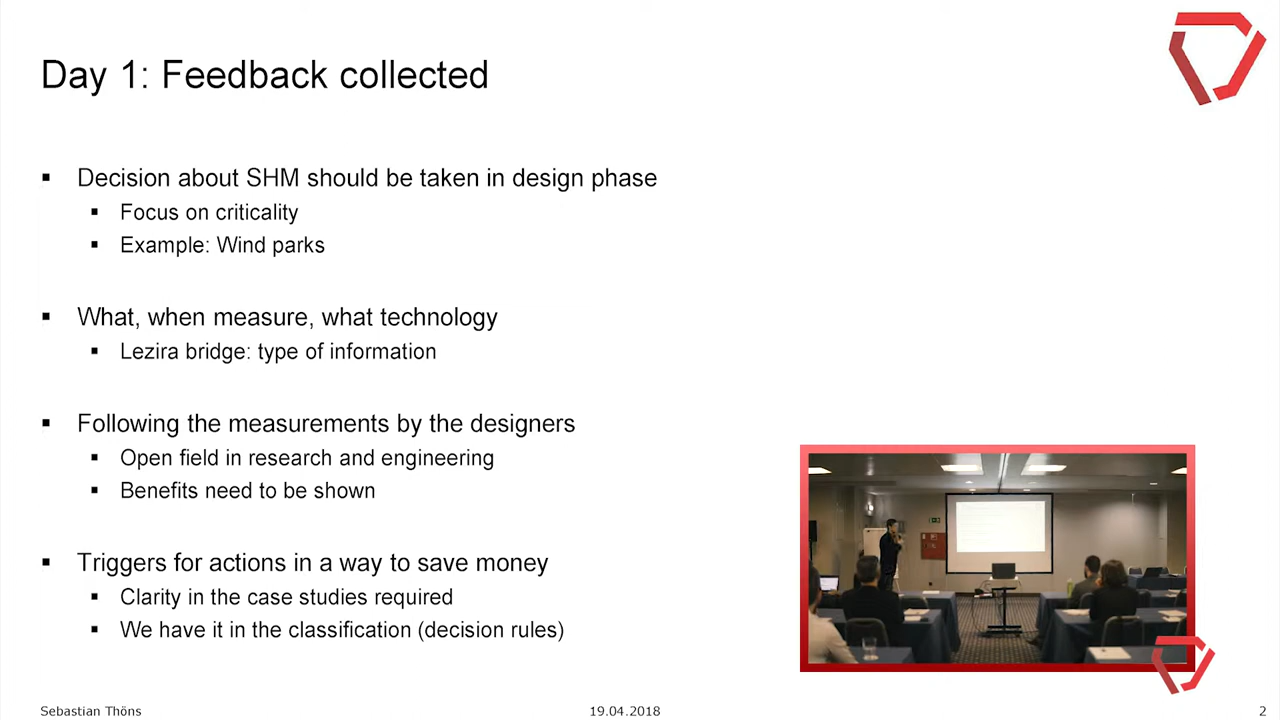 Day 1: Feedback collected
▪ Decision about SHM should be taken in design phase
▪ Focus on criticality
▪ Example: Wind parks
▪ What, when measure, what technology
▪ Lezira bridge: type of information
▪ Following the measurements by the designers
▪ Open field in research and engineering
▪ Benefits need to be shown
▪ Triggers for actions in a way to save money
▪ Clarity in the case studies required
▪ We have it in the classification (decision rules)
Sebastian Thöns
19.04.2018
2